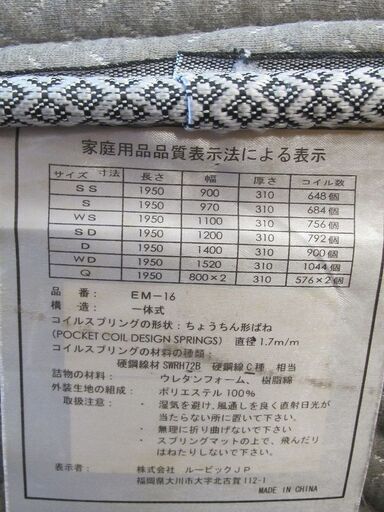 家庭用品品質表示法による表示
サイズ 寸法 長さ 幅 厚さ コイル数
SS 1950 900 310 648個
S 1950 970 310 684個
WS 1950 1100 310 756個
SD 1950 1200 310 792個
D 1950 1400 310 900個
WD 1950 1520 310 1044個
Q 1950 800×2 310 576×2個
品番: EM-16
構造: 一体式
コイルスプリングの形状:ちょうちん形ばね
(POCKET COIL DESIGN SPRINGS) 直径1.7m/m
コイルスプリングの材料の種類:
硬鋼線材SWRH72B 硬鋼線C種 相当
詰物の材料: ウレタンフォーム、樹脂綿
外装生地の組成: ポリエステル100%
取扱注意: ・湿気を避け,風通しを良く直射日光が
当たらない所に置いて下さい。
・無理に折り曲げないで下さい。
・スプリングマットの上で、飛んだり
はねたりしないで下さい。
表示者: 株式会社 ルービックJP
福岡県大川市大字北古賀112-1
MADE IN CHINA